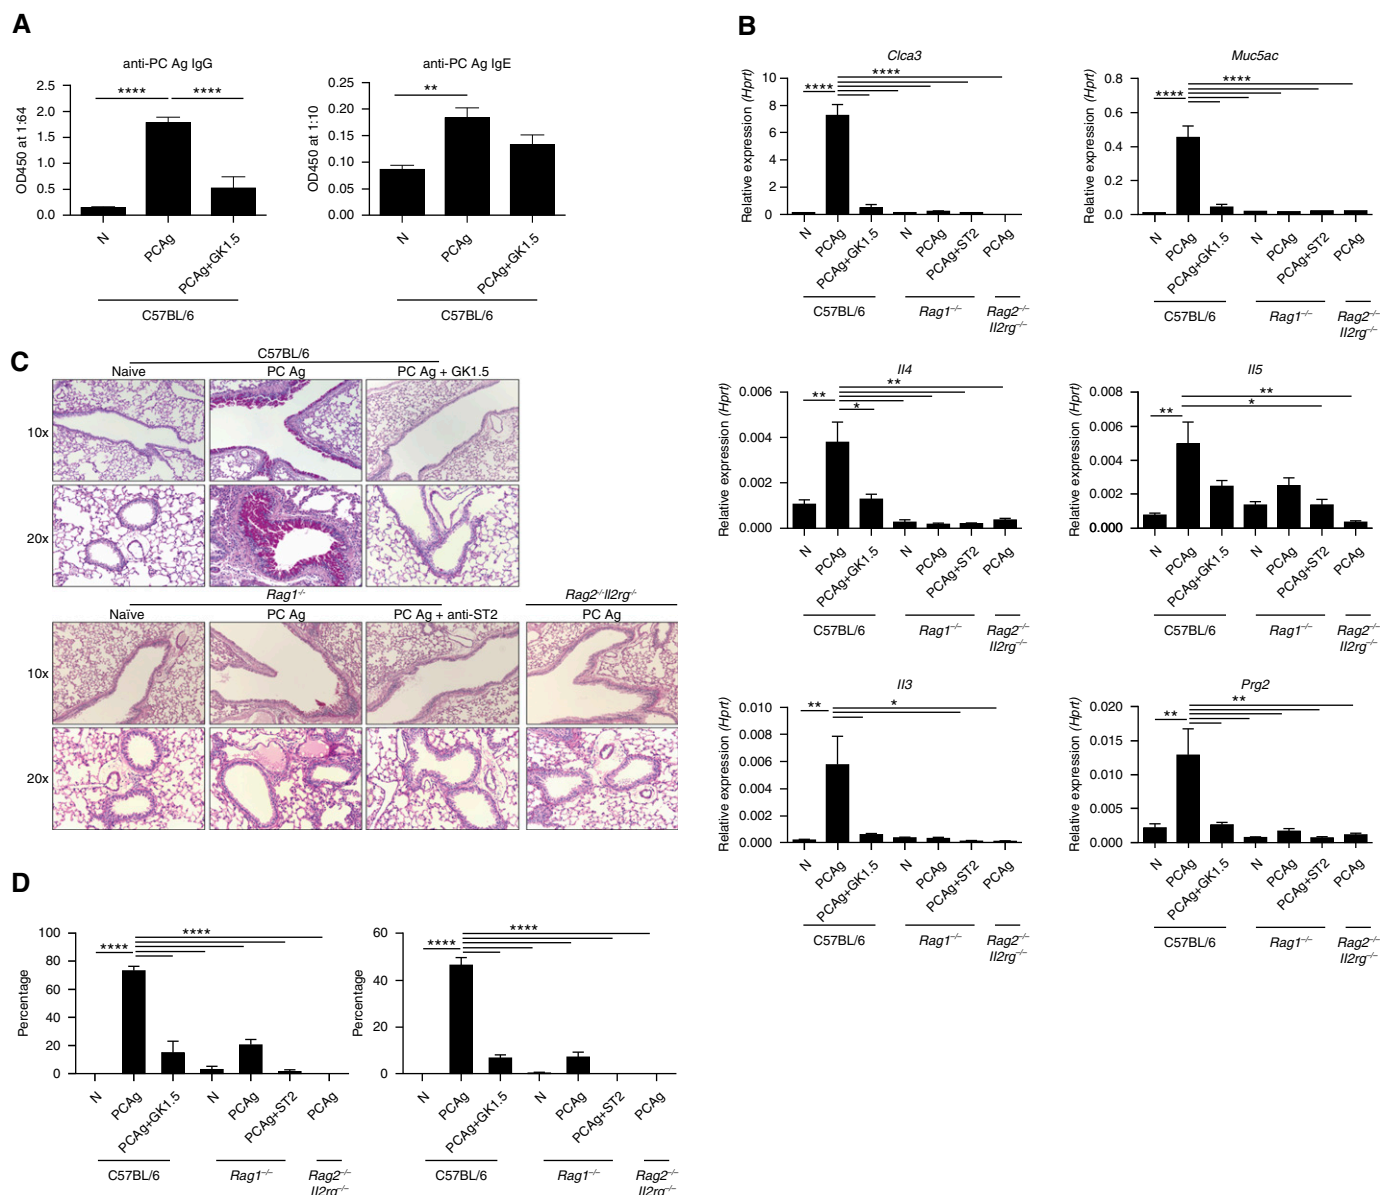 A
anti-PC Ag IgG
OD450 at 1:64
2.5
2.0
1.5
1.0
0.5
0.0
**** ****
N
PCAg
PCAg+GK1.5
C57BL/6
anti-PC Ag IgE
OD450 at 1:10
0.25
0.20
0.15
0.10
0.05
0.00
**
N
PCAg
PCAg+GK1.5
C57BL/6
B
Clca3
Relative expression (Hprt)
10
8
6
4
2
0
****
****
N
PCAg
PCAg+GK1.5
N
PCAg
PCAg+ST2
PCAg
C57BL/6
Rag1–/–
Rag2–/–
Il2rg–/–
Muc5ac
Relative expression (Hprt)
0.8
0.6
0.4
0.2
0.0
****
****
N
PCAg
PCAg+GK1.5
N
PCAg
PCAg+ST2
PCAg
C57BL/6
Rag1–/–
Rag2–/–
Il2rg–/–
Il4
Relative expression (Hprt)
0.006
0.004
0.002
0.000
**
**
*
N
PCAg
PCAg+GK1.5
N
PCAg
PCAg+ST2
PCAg
C57BL/6
Rag1–/–
Rag2–/–
Il2rg–/–
Il5
Relative expression (Hprt)
0.008
0.006
0.004
0.002
0.000
**
**
*
N
PCAg
PCAg+GK1.5
N
PCAg
PCAg+ST2
PCAg
C57BL/6
Rag1–/–
Rag2–/–
Il2rg–/–
Il3
Relative expression (Hprt)
0.010
0.008
0.006
0.004
0.002
0.000
**
*
N
PCAg
PCAg+GK1.5
N
PCAg
PCAg+ST2
PCAg
C57BL/6
Rag1–/–
Rag2–/–
Il2rg–/–
Prg2
Relative expression (Hprt)
0.020
0.015
0.010
0.005
0.000
**
**
N
PCAg
PCAg+GK1.5
N
PCAg
PCAg+ST2
PCAg
C57BL/6
Rag1–/–
Rag2–/–
Il2rg–/–
C
C57BL/6
Naive PC Ag PC Ag + GK1.5
10x
20x
Rag1-/- Rag2-/-Il2rg-/-
Naïve PC Ag PC Ag + anti-ST2 PC Ag
10x
20x
D
Percentage
100
80
60
40
20
0
****
****
N
PCAg
PCAg+GK1.5
N
PCAg
PCAg+ST2
PCAg
C57BL/6
Rag1–/–
Rag2–/–
Il2rg–/–
Percentage
60
40
20
0
****
****
N
PCAg
PCAg+GK1.5
N
PCAg
PCAg+ST2
PCAg
C57BL/6
Rag1–/–
Rag2–/–
Il2rg–/–